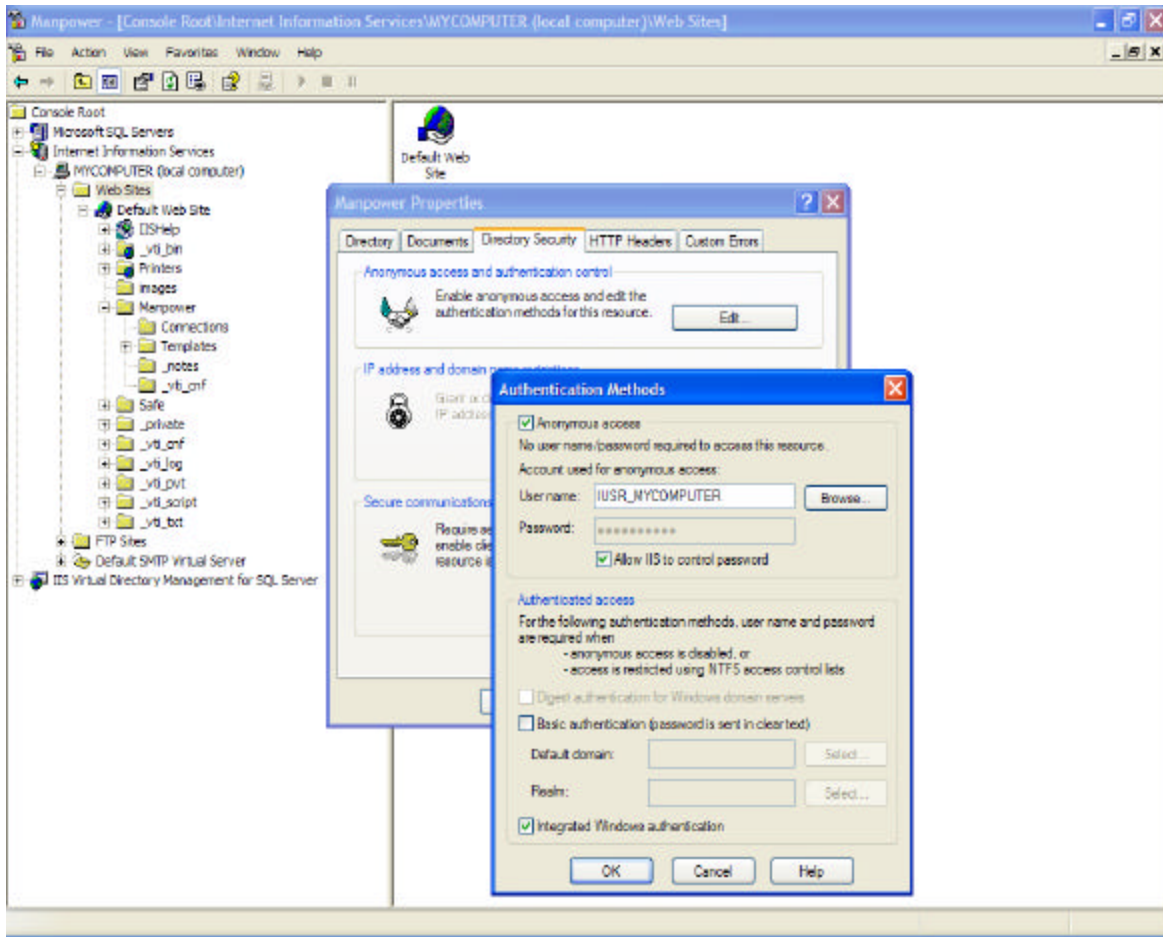 Manpower - [Console Root\Internet Information Services\MYCOMPUTER (local computer)\Web Sites]
File Action View Favorites Window Help
Console Root
Microsoft SQL Servers
Internet Information Services
MYCOMPUTER (local computer)
Web Sites
Default Web Site
IISHelp
_vti_bin
Printers
images
Manpower
Connections
Templates
_notes
_vti_cnf
Safe
_private
_vti_cnf
_vti_log
_vti_pvt
_vti_script
_vti_txt
FTP Sites
Default SMTP Virtual Server
IIS Virtual Directory Management for SQL Server
Default Web
Site
Manpower Properties
Directory Documents Directory Security HTTP Headers Custom Errors
Anonymous access and authentication control
Enable anonymous access and edit the
authentication methods for this resource.
Edit...
IP address and domain name restrictions
IP address
Secure communications
Require
enable
resource
Authentication Methods
Anonymous access
No user name/password required to access this resource.
Account used for anonymous access:
User name: IUSR_MYCOMPUTER Browse...
Password: ••••••••••
Allow IIS to control password
Authenticated access
For the following authentication methods, user name and password
are required when
- anonymous access is disabled, or
- access is restricted using NTFS access control lists
Digest authentication for Windows domain servers
Basic authentication (password is sent in clear text)
Default domain: Select...
Realm: Select...
Integrated Windows authentication
OK Cancel Help